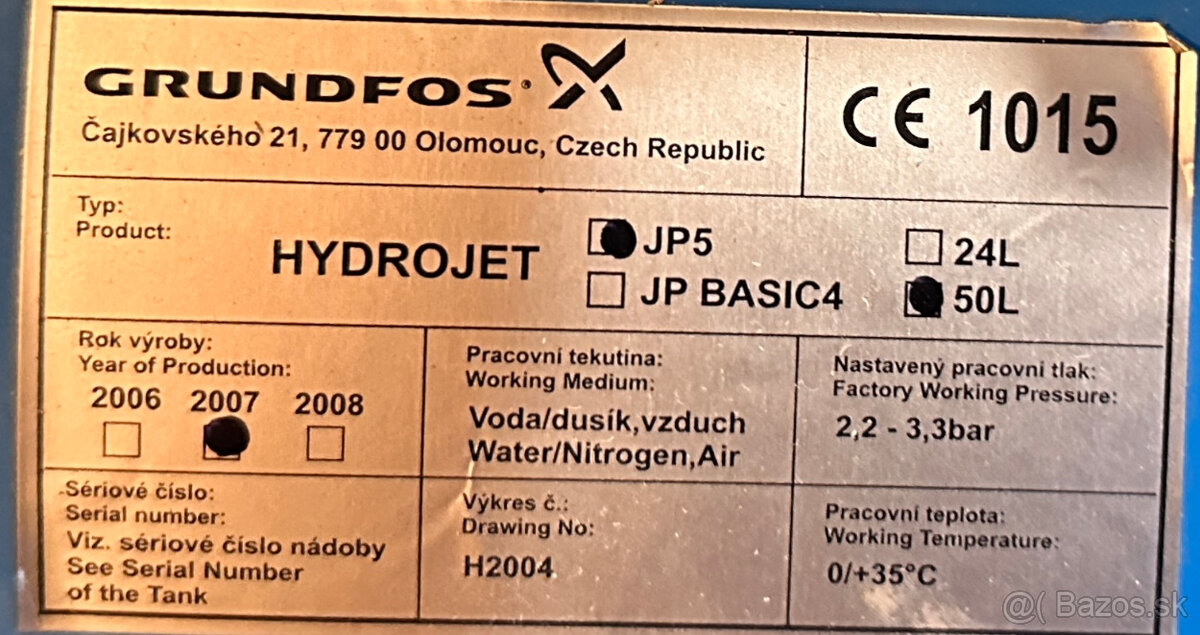 GRUNDFOS
Čajkovského 21, 779 00 Olomouc, Czech Republic
CE 1015
Typ:
Product:
HYDROJET
JP5
24L
JP BASIC4
50L
Rok výroby:
Year of Production:
2006 2007 2008
Pracovní tekutina:
Working Medium:
Voda/dusík,vzduch
Water/Nitrogen,Air
Nastavený pracovní tlak:
Factory Working Pressure:
2,2 - 3,3bar
Sériové číslo:
Serial number:
Viz. sériové číslo nádoby
See Serial Number
of the Tank
Výkres č.:
Drawing No:
H2004
Pracovní teplota:
Working Temperature:
0/+35°C
@( Bazos.sk